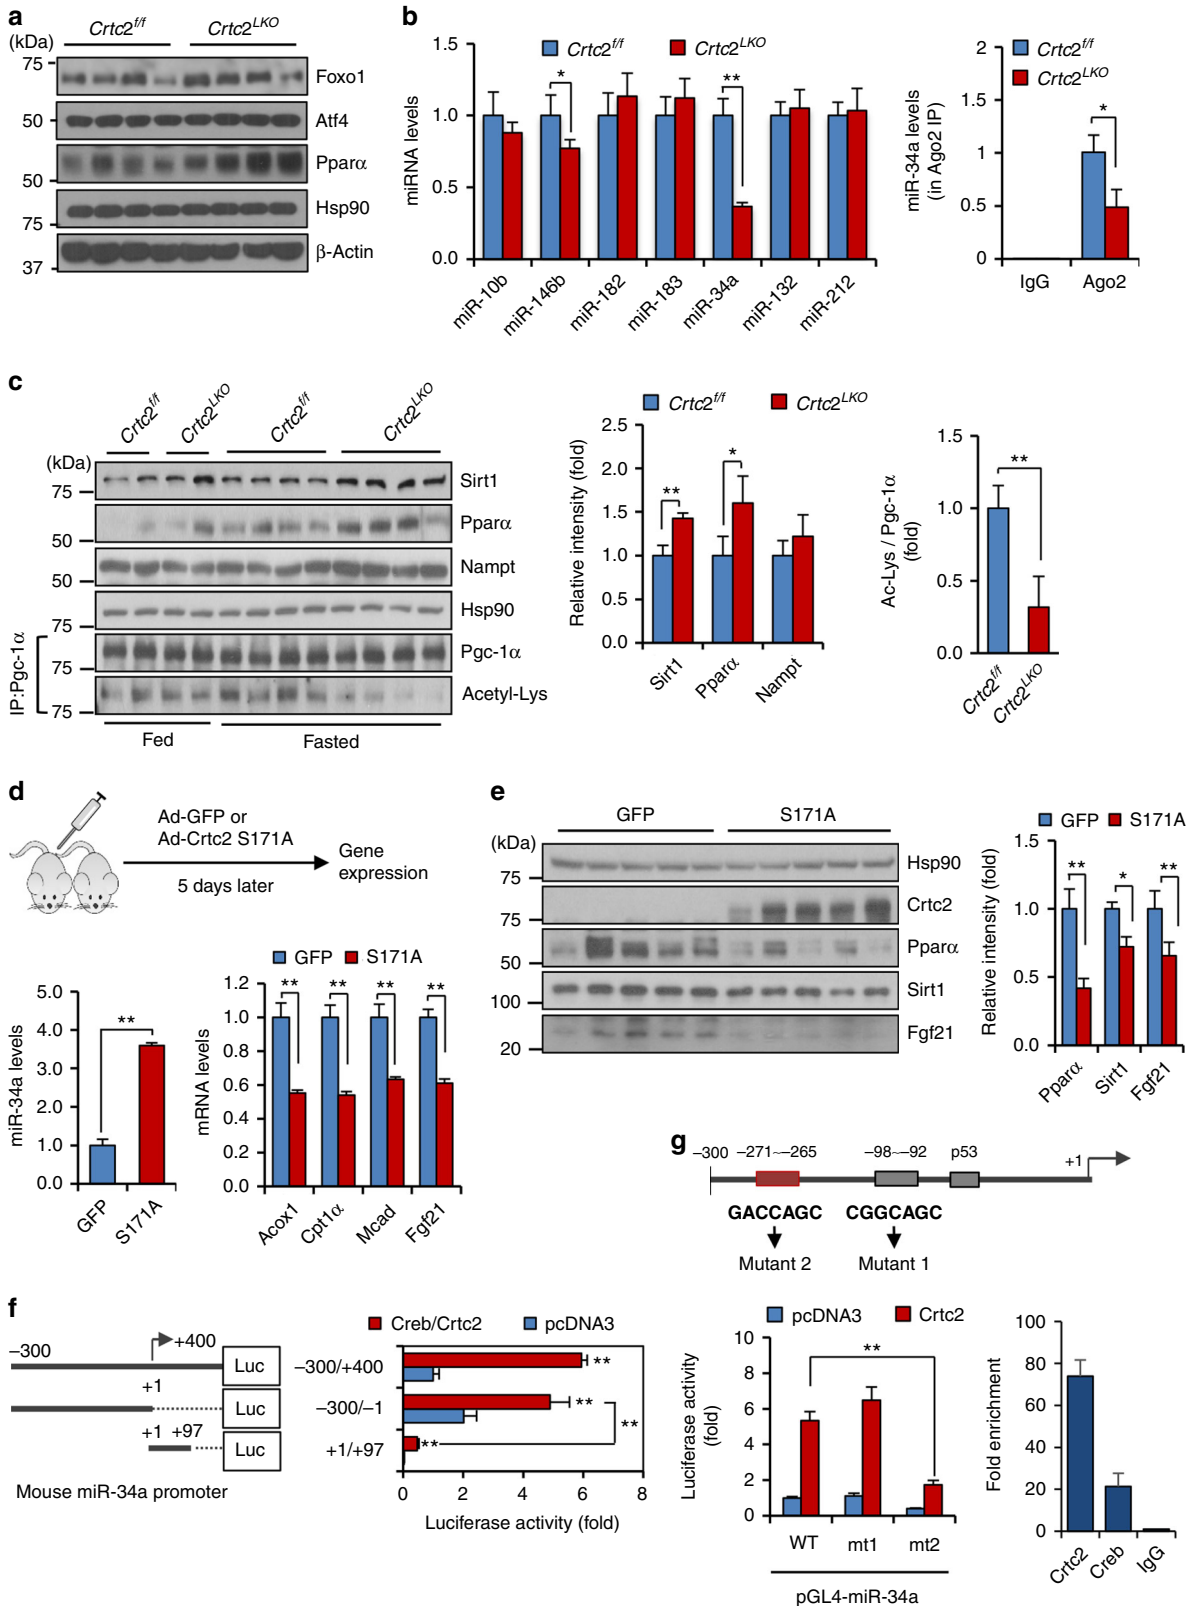 a
Crtc2f/f Crtc2LKO
(kDa)
75
Foxo1
50
Atf4
Pparα
50
Hsp90
75
β-Actin
37
b
Crtc2f/f Crtc2LKO
miRNA levels
1.5
1.0
0.5
0.0
* **
miR-10b miR-146b miR-182 miR-183 miR-34a miR-132 miR-212
Crtc2f/f
Crtc2LKO
miR-34a levels
(in Ago2 IP)
2
1.5
1
0.5
0
*
IgG Ago2
c
Crtc2f/f Crtc2LKO Crtc2f/f Crtc2LKO
(kDa)
75
Sirt1
Pparα
50
Nampt
50
Hsp90
75
IP:Pgc-1α
Pgc-1α
75
Acetyl-Lys
75
Fed Fasted
Crtc2f/f Crtc2LKO
Relative intensity (fold)
2.5
2.0
1.5
1.0
0.5
0.0
** *
Sirt1 Pparα Nampt
Ac-Lys / Pgc-1α
(fold)
1.5
1.0
0.5
0.0
**
Crtc2f/f Crtc2LKO
d
Ad-GFP or
Ad-Crtc2 S171A
5 days later
Gene
expression
miR-34a levels
5.0
4.0
3.0
2.0
1.0
0.0
**
GFP S171A
GFP S171A
mRNA levels
1.2
1.0
0.8
0.6
0.4
0.2
0.0
** ** ** **
Acox1 Cpt1α Mcad Fgf21
e
GFP S171A
(kDa)
Hsp90
75
Crtc2
75
Pparα
50
Sirt1
100
Fgf21
20
GFP S171A
Relative intensity (fold)
1.5
1.0
0.5
0.0
** * **
Pparα Sirt1 Fgf21
g
−300 −271~−265 −98~−92 p53 +1
GACCAGC CGGCAGC
Mutant 2 Mutant 1
f
−300 +400
Luc
+1
Luc
+1 +97
Luc
Mouse miR-34a promoter
Creb/Crtc2 pcDNA3
−300/+400 **
−300/−1 **
**
+1/+97 **
0 2 4 6 8
Luciferase activity (fold)
pcDNA3 Crtc2
Luciferase activity
(fold)
10
8
6
4
2
0
**
WT mt1 mt2
pGL4-miR-34a
Fold enrichment
100
80
60
40
20
0
Crtc2 Creb IgG